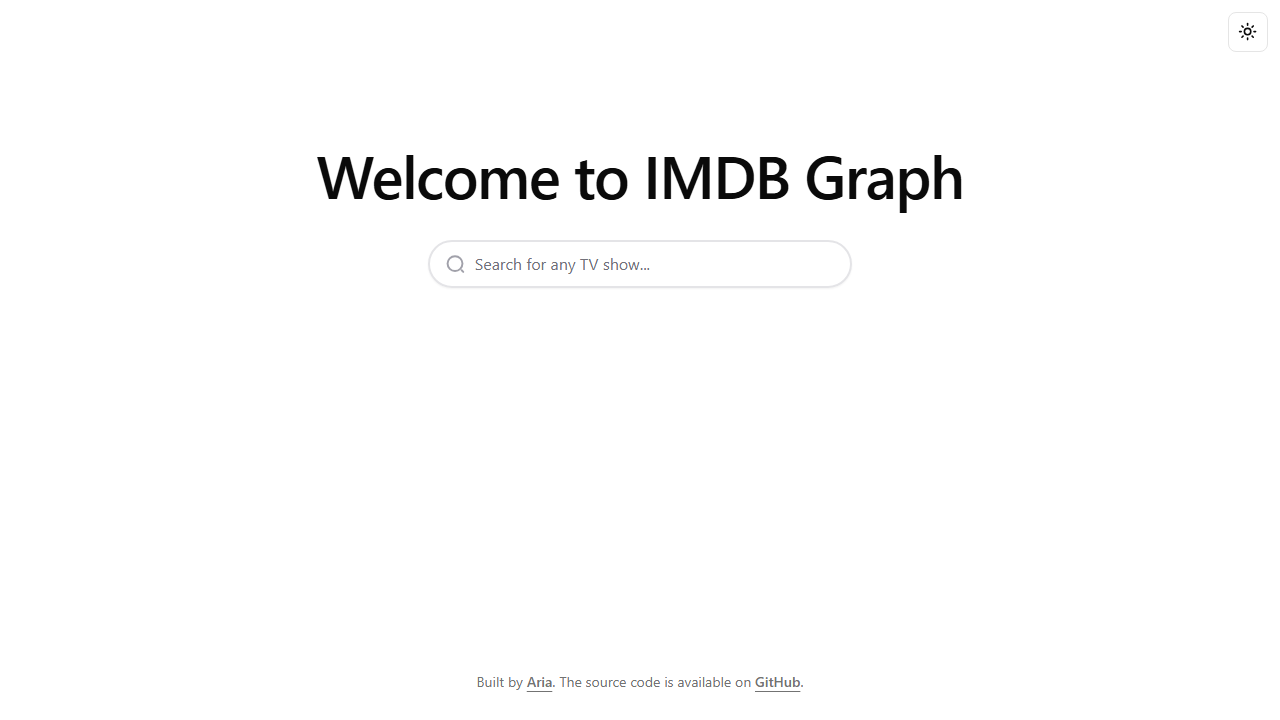 Welcome to IMDB Graph
Search for any TV show...
Built by Aria. The source code is available on GitHub.